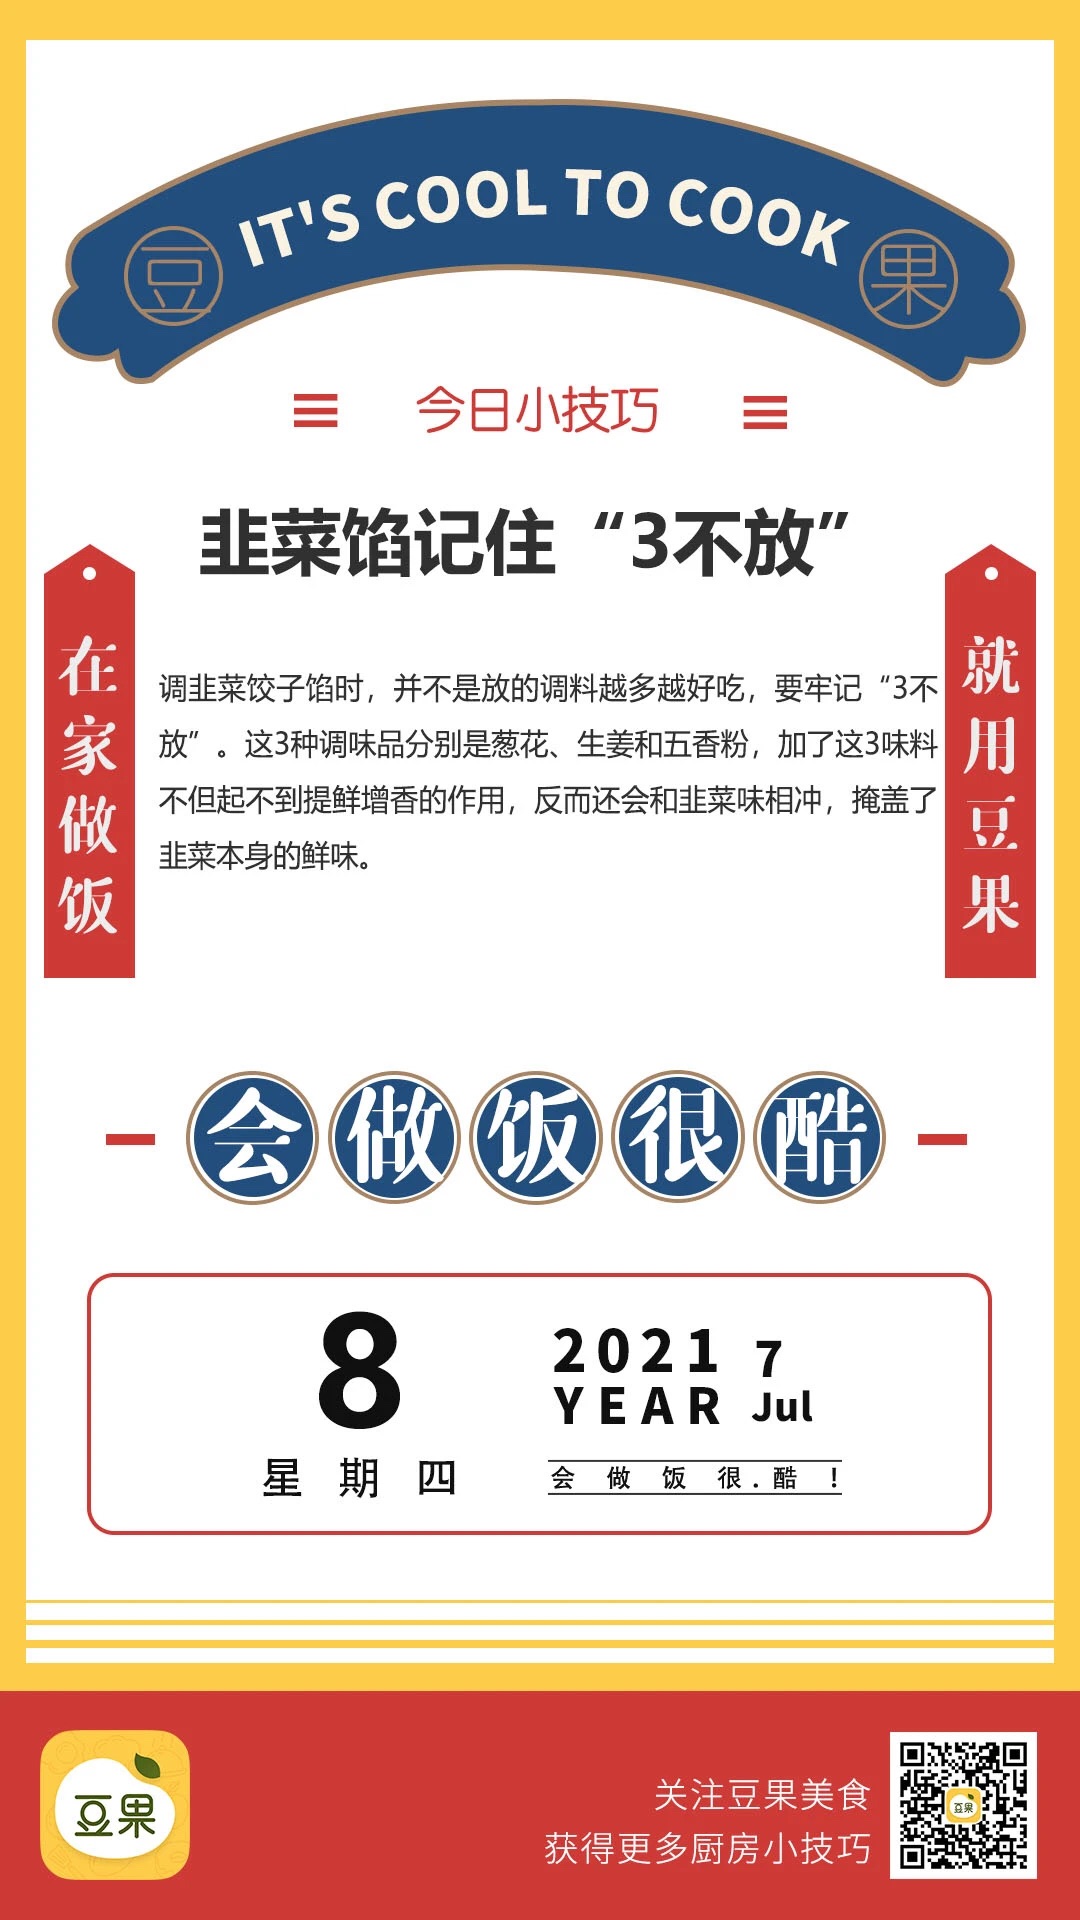 IT'S COOL TO COOK
豆
果
今日小技巧
韭菜馅记住“3不放”
在家做饭
就用豆果
调韭菜饺子馅时，并不是放的调料越多越好吃，要牢记“3不
放”。这3种调味品分别是葱花、生姜和五香粉，加了这3味料
不但起不到提鲜增香的作用，反而还会和韭菜味相冲，掩盖了
韭菜本身的鲜味。
会做饭很酷
8
星期四
2021 7
YEAR Jul
会做饭很.酷！
豆果
关注豆果美食
获得更多厨房小技巧
豆果